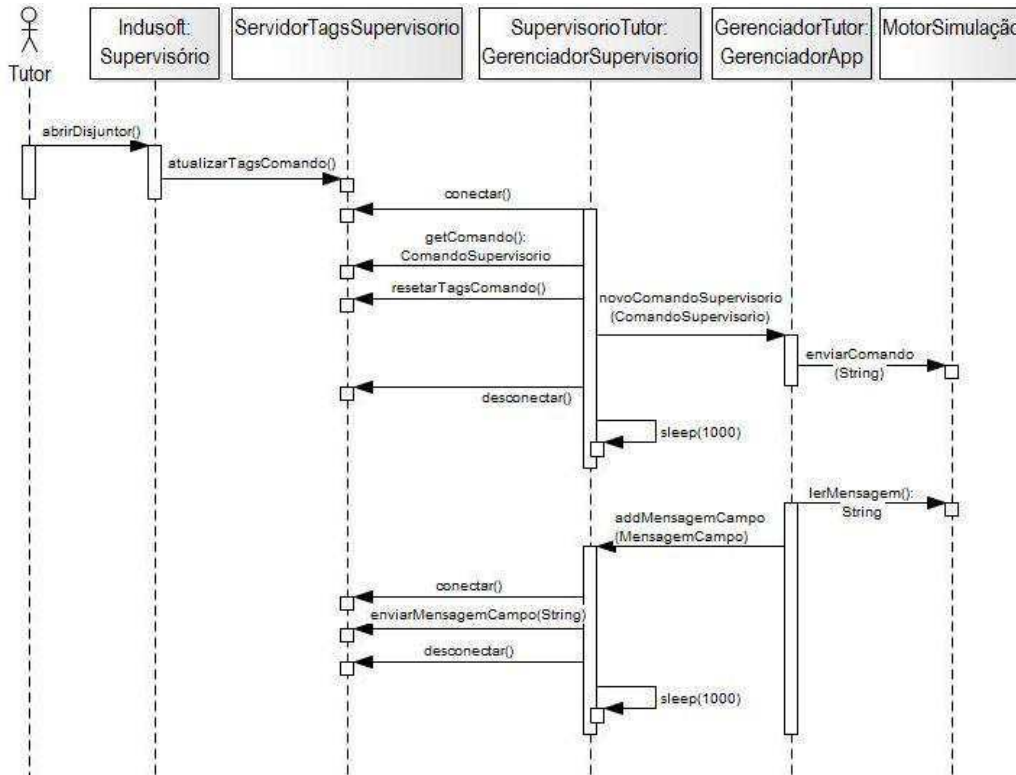 Tutor
Indusoft:
Supervisório
ServidorTagsSupervisorio
SupervisorioTutor:
GerenciadorSupervisorio
GerenciadorTutor:
GerenciadorApp
MotorSimulação
abrirDisjuntor()
atualizarTagsComando()
conectar()
getComando():
ComandoSupervisorio
resetarTagsComando()
novoComandoSupervisorio
(ComandoSupervisorio)
enviarComando
(String)
desconectar()
sleep(1000)
lerMensagem():
String
addMensagemCampo
(MensagemCampo)
conectar()
enviarMensagemCampo(String)
desconectar()
sleep(1000)